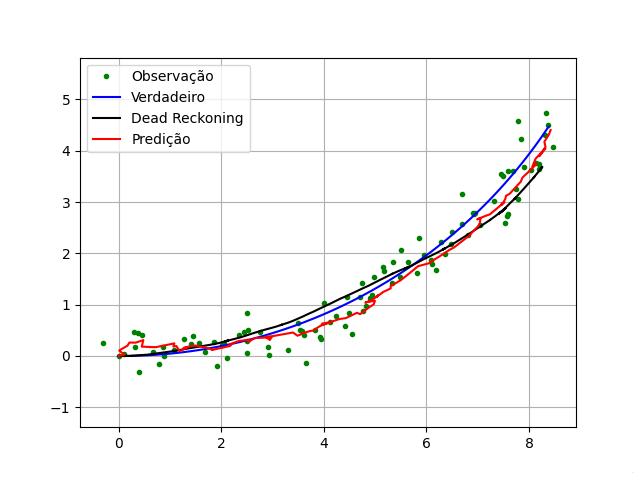 Observação
Verdadeiro
Dead Reckoning
Predição
5
4
3
2
1
0
−1
0 2 4 6 8